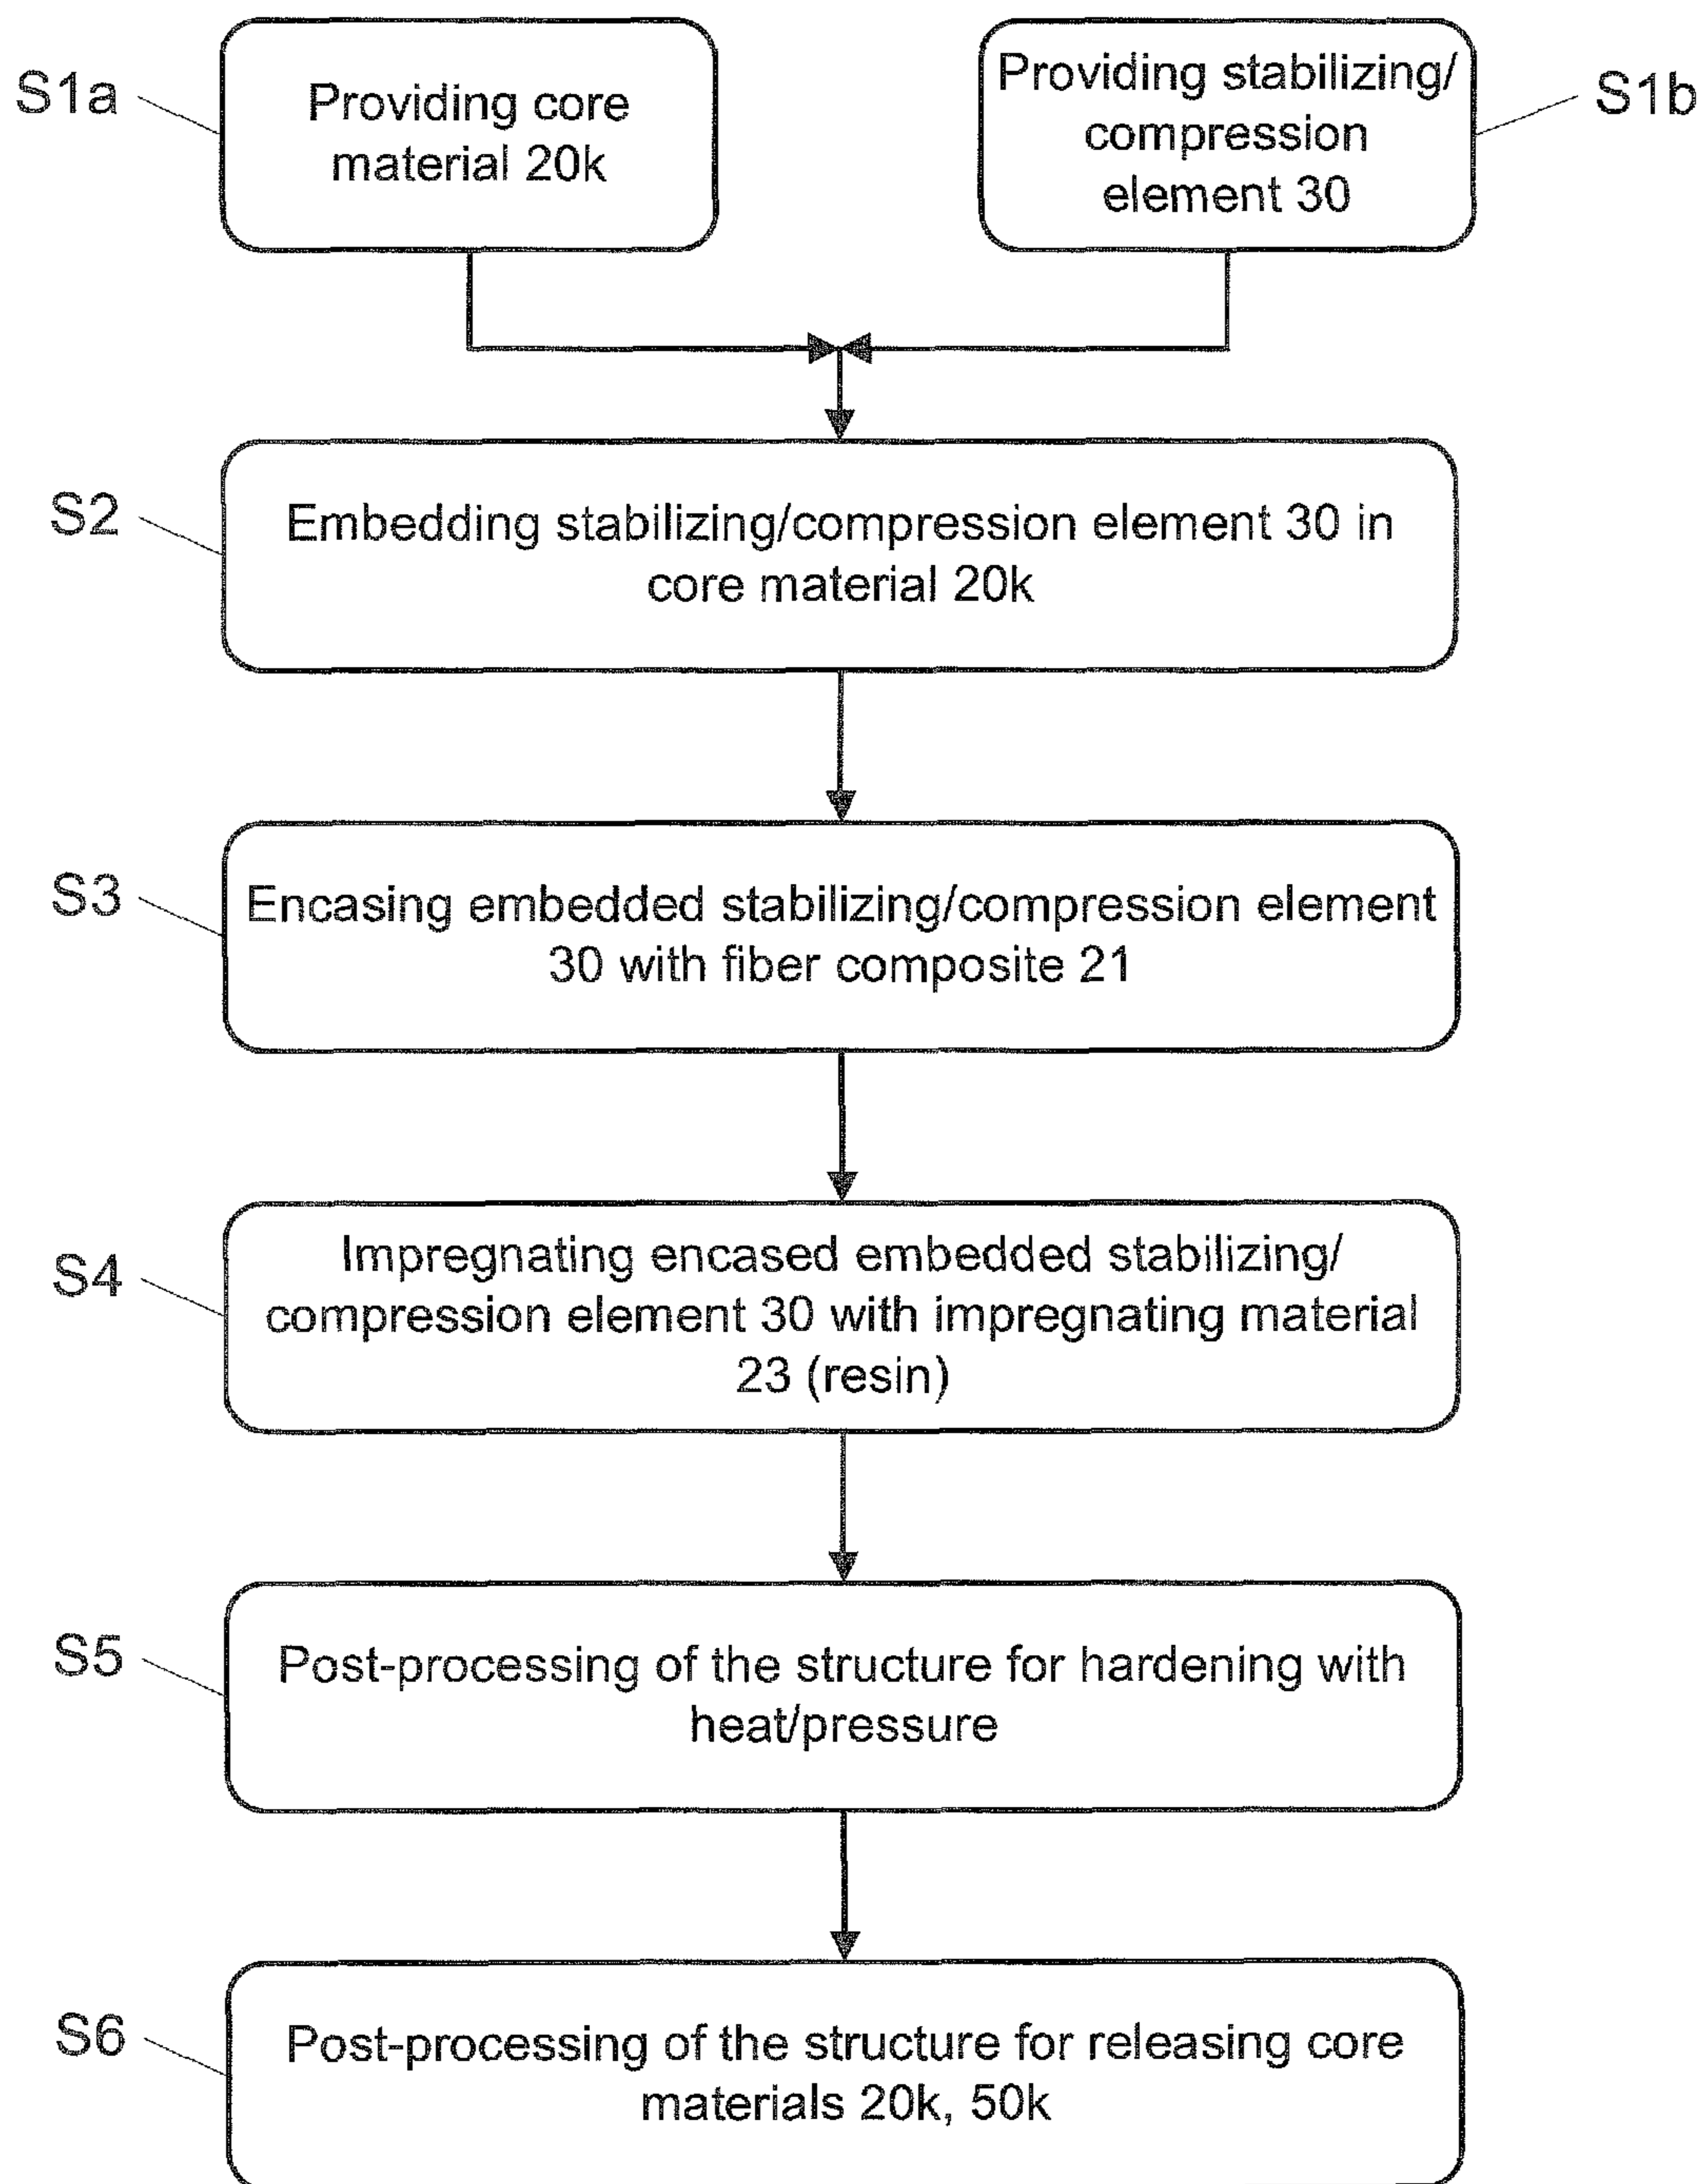 S1a
Providing core
material 20k
Providing stabilizing/
compression
element 30
S1b
S2
Embedding stabilizing/compression element 30 in
core material 20k
S3
Encasing embedded stabilizing/compression element
30 with fiber composite 21
S4
Impregnating encased embedded stabilizing/
compression element 30 with impregnating material
23 (resin)
S5
Post-processing of the structure for hardening with
heat/pressure
S6
Post-processing of the structure for releasing core
materials 20k, 50k